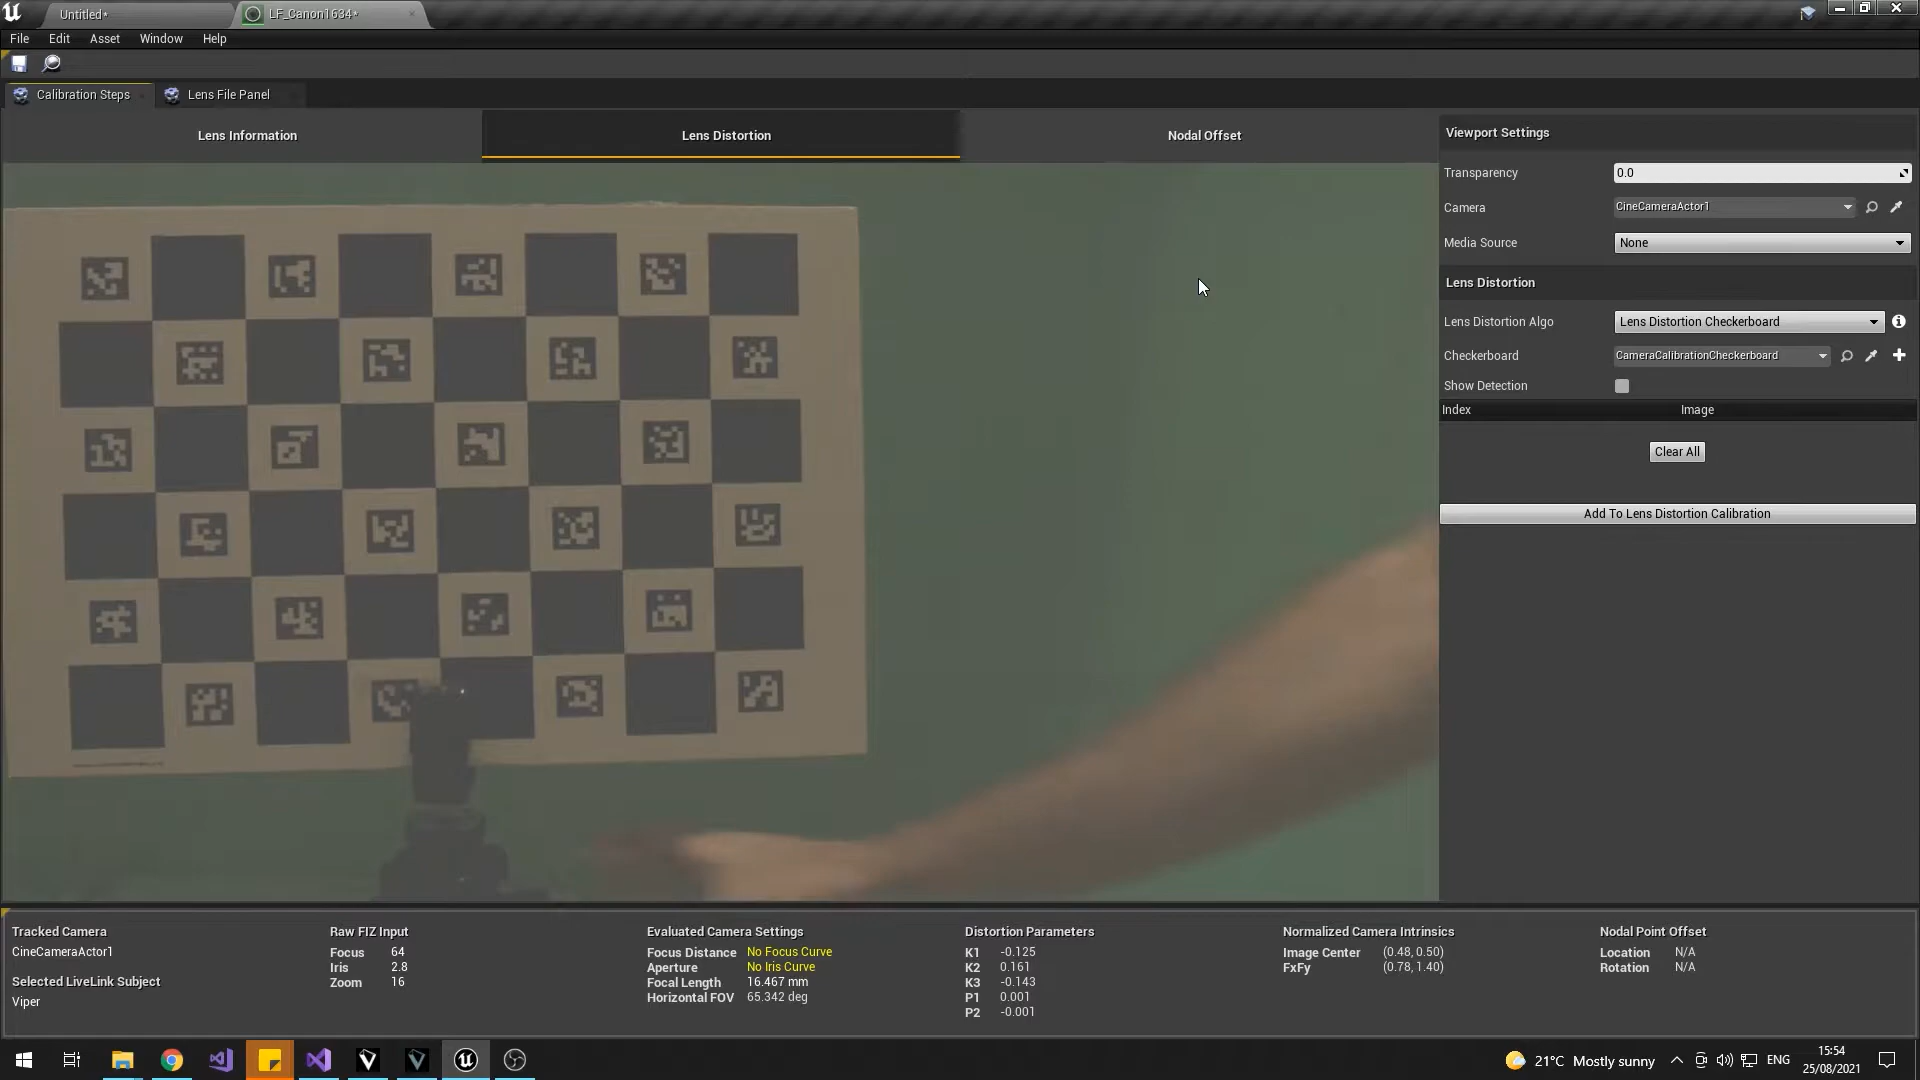 Untitled*
LF_Canon1634*
File Edit Asset Window Help
Calibration Steps
Lens File Panel
Lens Information
Lens Distortion
Nodal Offset
Viewport Settings
Transparency 0.0
Camera CineCameraActor1
Media Source None
Lens Distortion
Lens Distortion Algo Lens Distortion Checkerboard
Checkerboard CameraCalibrationCheckerboard
Show Detection
Index Image
Clear All
Add To Lens Distortion Calibration
Tracked Camera
CineCameraActor1
Selected LiveLink Subject
Viper
Raw FIZ Input
Focus 64
Iris 2.8
Zoom 16
Evaluated Camera Settings
Focus Distance No Focus Curve
Aperture No Iris Curve
Focal Length 16.467 mm
Horizontal FOV 65.342 deg
Distortion Parameters
K1 -0.125
K2 0.161
K3 -0.143
P1 0.001
P2 -0.001
Normalized Camera Intrinsics
Image Center (0.48, 0.50)
FxFy (0.78, 1.40)
Nodal Point Offset
Location N/A
Rotation N/A
21°C Mostly sunny
ENG
15:54
25/08/2021